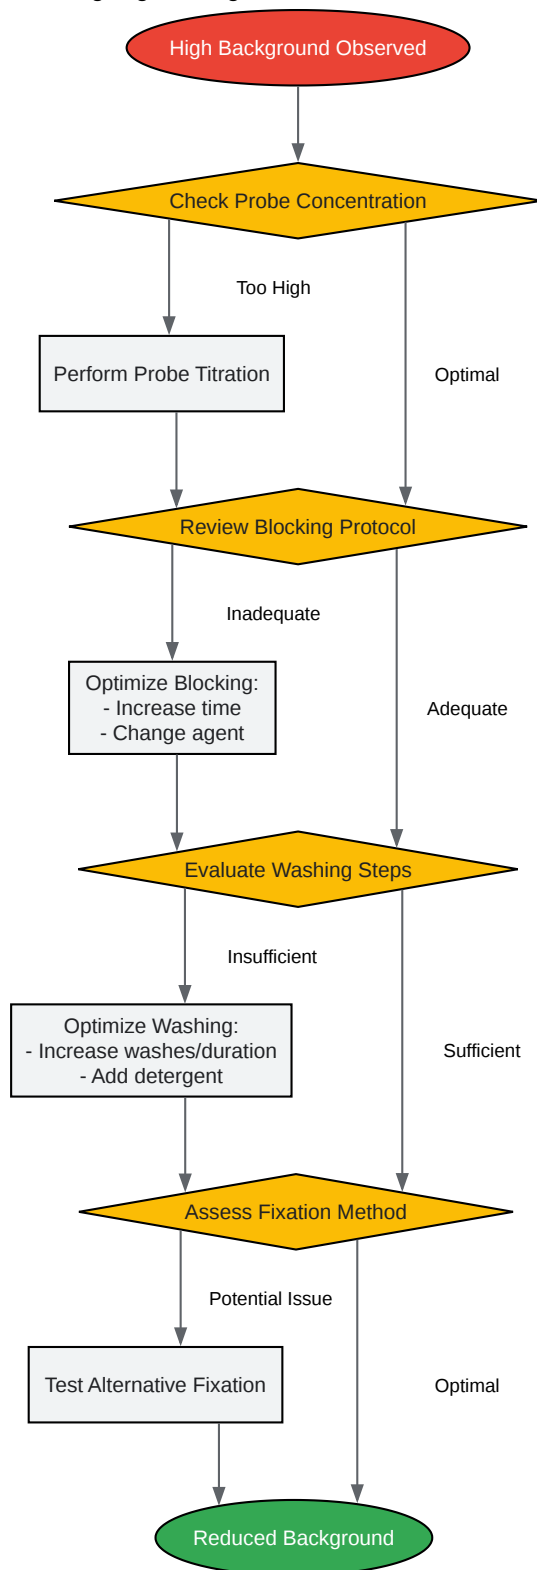 High Background Observed
Check Probe Concentration
Too High
Perform Probe Titration
Optimal
Review Blocking Protocol
Inadequate
Optimize Blocking:
- Increase time
- Change agent
Adequate
Evaluate Washing Steps
Insufficient
Optimize Washing:
- Increase washes/duration
- Add detergent
Sufficient
Assess Fixation Method
Potential Issue
Test Alternative Fixation
Optimal
Reduced Background